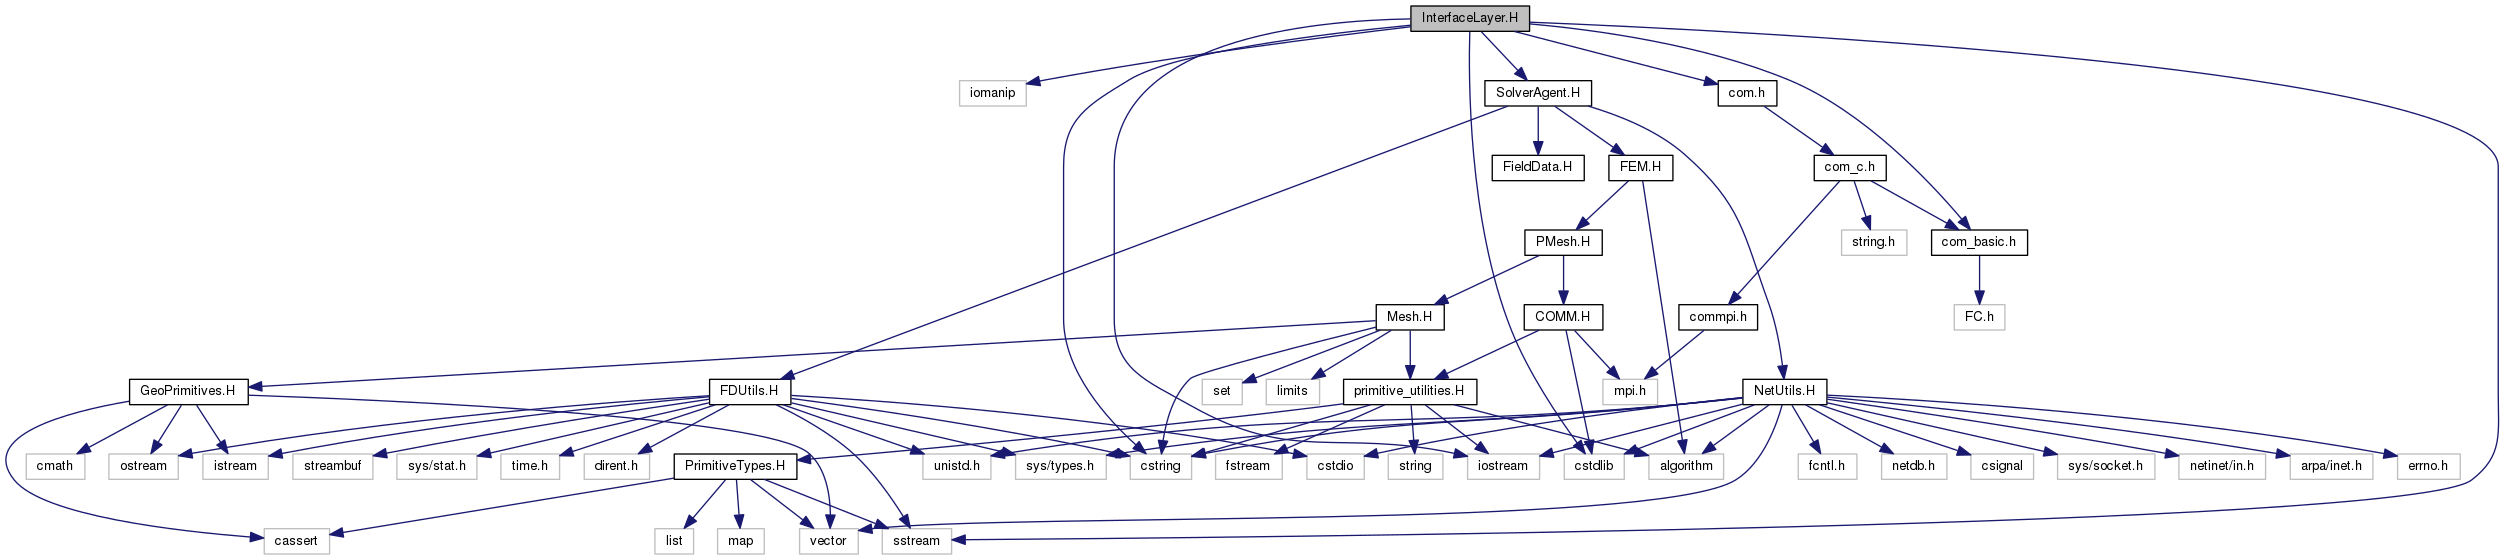 InterfaceLayer.H
iomanip
SolverAgent.H
com.h
FieldData.H
FEM.H
com_c.h
PMesh.H
string.h
com_basic.h
Mesh.H
COMM.H
commpi.h
FC.h
GeoPrimitives.H
FDUtils.H
set
limits
primitive_utilities.H
mpi.h
NetUtils.H
cmath
ostream
istream
streambuf
sys/stat.h
time.h
dirent.h
PrimitiveTypes.H
unistd.h
sys/types.h
cstring
fstream
cstdio
string
iostream
cstdlib
algorithm
fcntl.h
netdb.h
csignal
sys/socket.h
netinet/in.h
arpa/inet.h
errno.h
cassert
list
map
vector
sstream